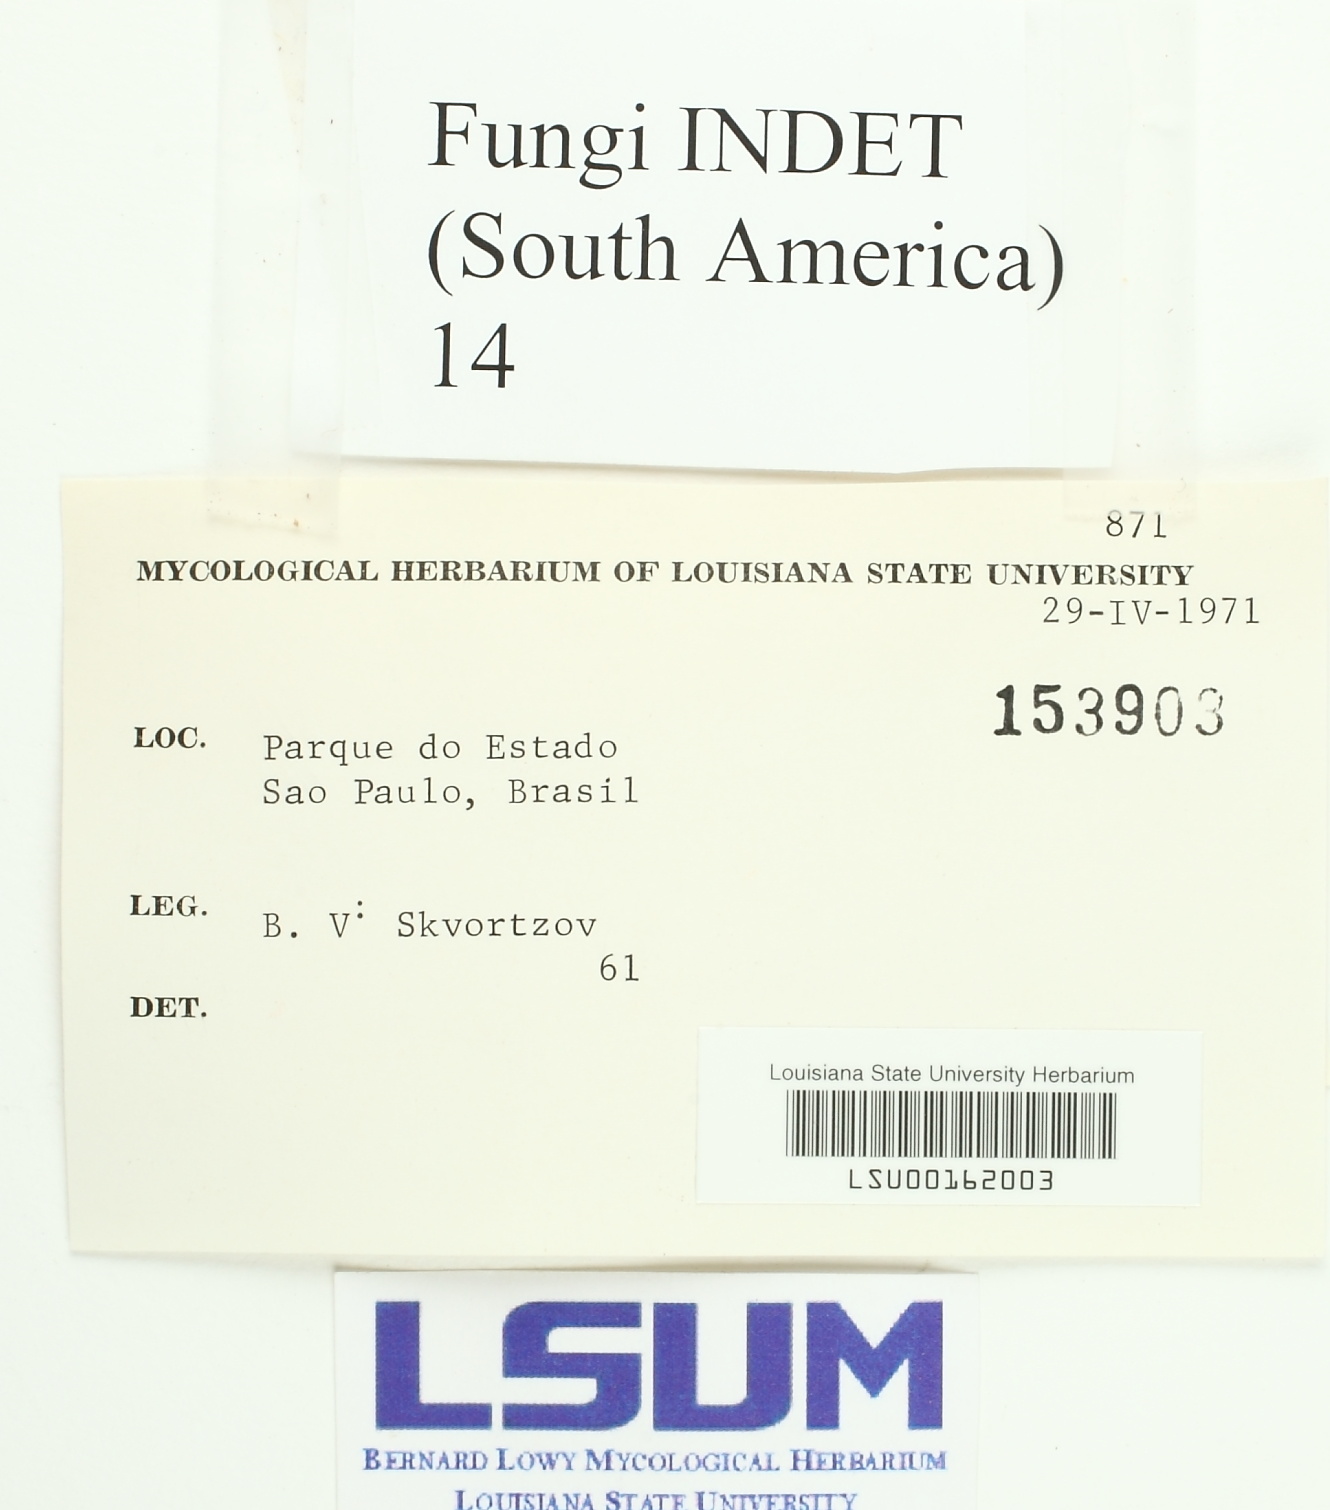 Fungi INDET
(South America)
14
871
MYCOLOGICAL HERBARIUM OF LOUISIANA STATE UNIVERSITY
29-IV-1971
153903
LOC. Parque do Estado
Sao Paulo, Brasil
LEG. B. V: Skvortzov
61
DET.
Louisiana State University Herbarium
LSU00162003
LSUM
BERNARD LOWY MYCOLOGICAL HERBARIUM
LOUISIANA STATE UNIVERSITY